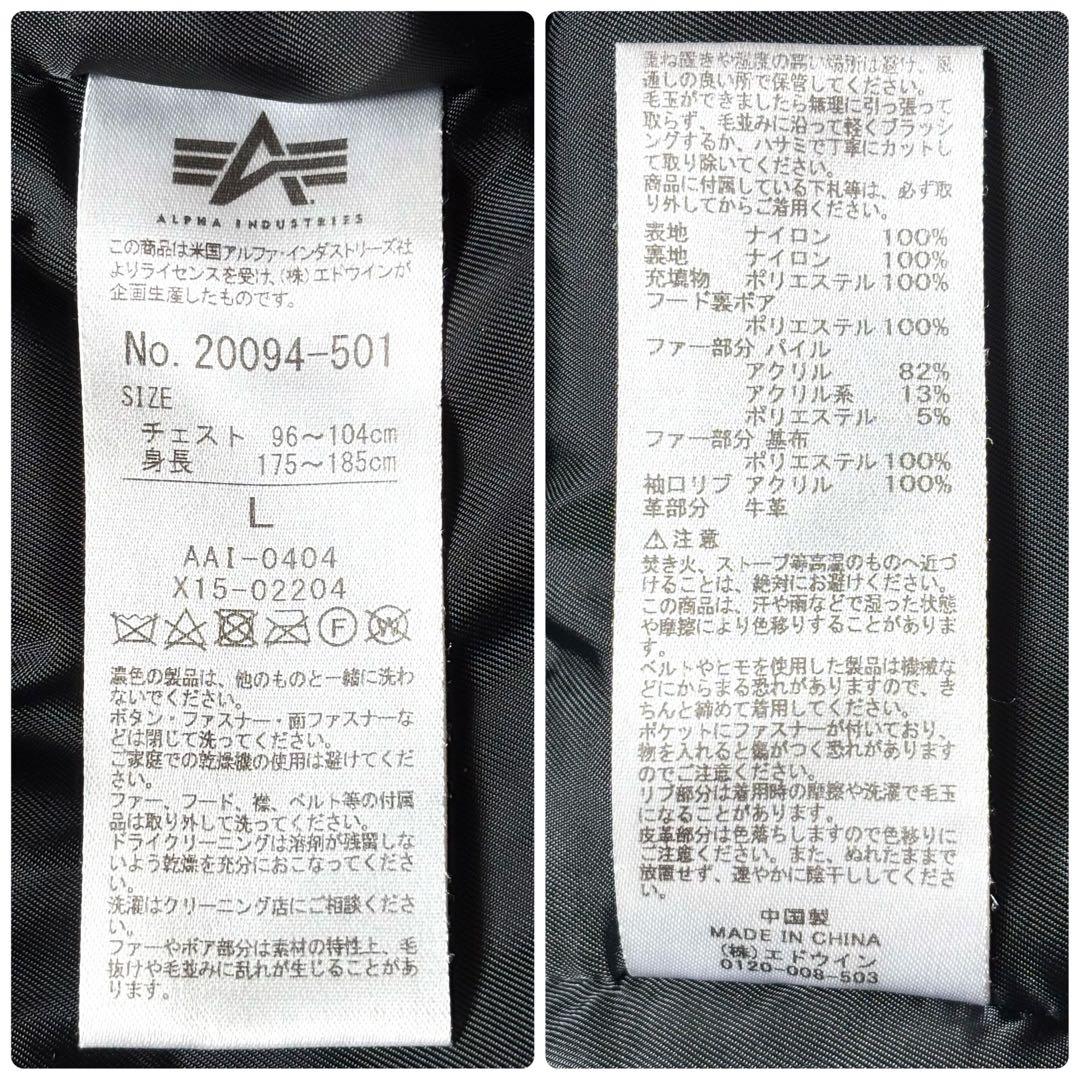 ALPHA INDUSTRIES
この商品は米国アルファ・インダストリーズ社
よりライセンスを受け、(株)エドウインが
企画生産したものです。
No. 20094-501
SIZE
チェスト 96～104cm
身長 175～185cm
L
AAI-0404
X15-02204
F
W
濃色の製品は、他のものと一緒に洗わ
ないでください。
ボタン・ファスナー・面ファスナーな
どは閉じて洗ってください。
ご家庭での乾燥機の使用は避けてくだ
さい。
ファー、フード、襟、ベルト等の付属
品は取り外して洗ってください。
ドライクリーニングは溶剤が残留しな
いよう乾燥を充分におこなってくださ
い。
洗濯はクリーニング店にご相談くださ
い。
ファーやボア部分は素材の特性上、毛
抜けや毛並みに乱れが生じることがあ
ります。
重ね置きや湿度の高い場所は避け、風
通しの良い所で保管してください。
毛玉ができましたら無理に引っ張って
取らず、毛並みに沿って軽くブラッシ
ングするか、ハサミで丁寧にカットし
て取り除いてください。
商品に付属している下札等は、必ず取
り外してからご着用ください。
表地 ナイロン 100%
裏地 ナイロン 100%
充填物 ポリエステル 100%
フード裏ボア
ポリエステル 100%
ファー部分 パイル
アクリル 82%
アクリル系 13%
ポリエステル 5%
ファー部分 基布
ポリエステル 100%
袖口リブ アクリル 100%
革部分 牛革
⚠注意
焚き火、ストーブ等高温のものへ近づ
けることは、絶対にお避けください。
この商品は、汗や雨などで湿った状態
や摩擦により色移りすることがありま
す。
ベルトやヒモを使用した製品は機械な
どにからまる恐れがありますので、き
ちんと締めて着用してください。
ポケットにファスナーが付いており、
物を入れると傷がつく恐れがあります
のでご注意ください。
リブ部分は着用時の摩擦や洗濯で毛玉
になることがあります。
皮革部分は色落ちしますので色移りに
ご注意ください。また、ぬれたままで
放置せず、速やかに陰干ししてくださ
い。
中国製
MADE IN CHINA
(株)エドウイン
0120-008-503